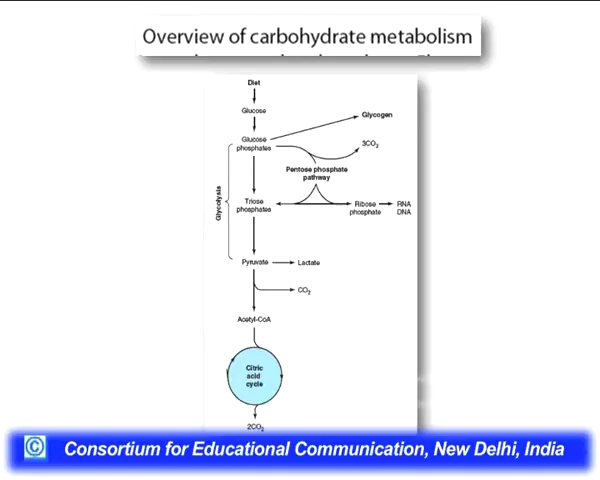 Overview of carbohydrate metabolism
Diet
Glucose
Glycogen
Glucose
phosphates
3CO₂
Pentose phosphate
pathway
Glycolysis
Triose
phosphates
Ribose
phosphate
RNA
DNA
Pyruvate
Lactate
CO₂
Acetyl-CoA
Citric
acid
cycle
2CO₂
© Consortium for Educational Communication, New Delhi, India